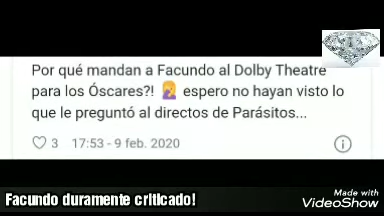 Por qué mandan a Facundo al Dolby Theatre
para los Óscares?! 🤦 espero no hayan visto lo
que le preguntó al directos de Parásitos...
3 17:53 - 9 feb. 2020
Facundo duramente criticado!
Made with
VideoShow